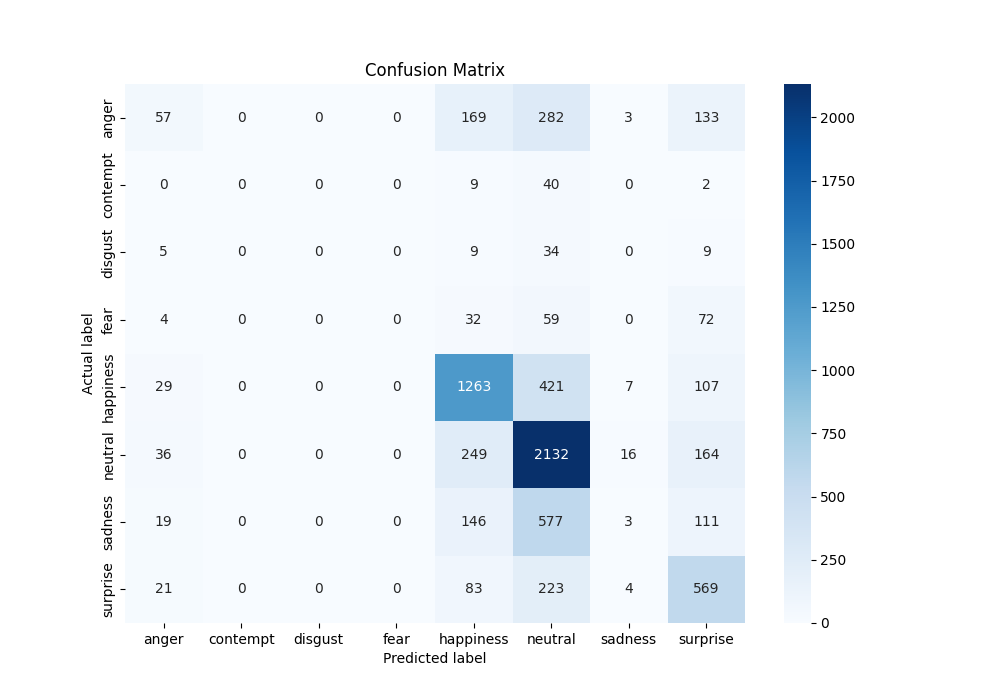 Confusion Matrix
Actual label
anger 57 0 0 0 169 282 3 133
contempt 0 0 0 0 9 40 0 2
disgust 5 0 0 0 9 34 0 9
fear 4 0 0 0 32 59 0 72
happiness 29 0 0 0 1263 421 7 107
neutral 36 0 0 0 249 2132 16 164
sadness 19 0 0 0 146 577 3 111
surprise 21 0 0 0 83 223 4 569
anger contempt disgust fear happiness neutral sadness surprise
Predicted label
2000
1750
1500
1250
1000
750
500
250
0